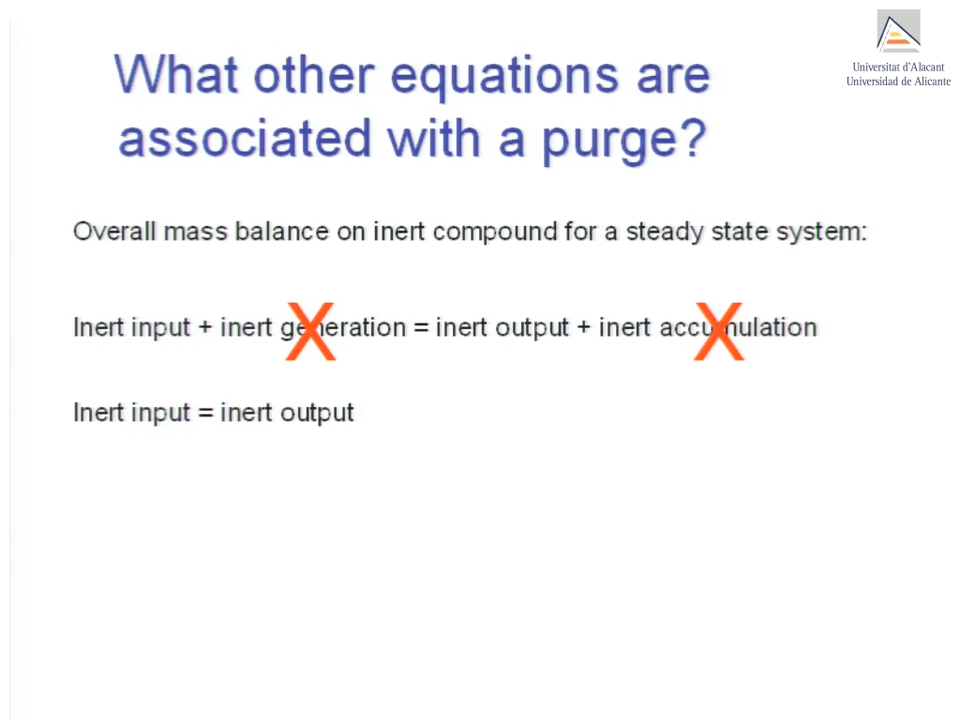 Universitat d'Alacant
Universidad de Alicante
What other equations are
associated with a purge?
Overall mass balance on inert compound for a steady state system:
Inert input + inert generation = inert output + inert accumulation
X X
Inert input = inert output